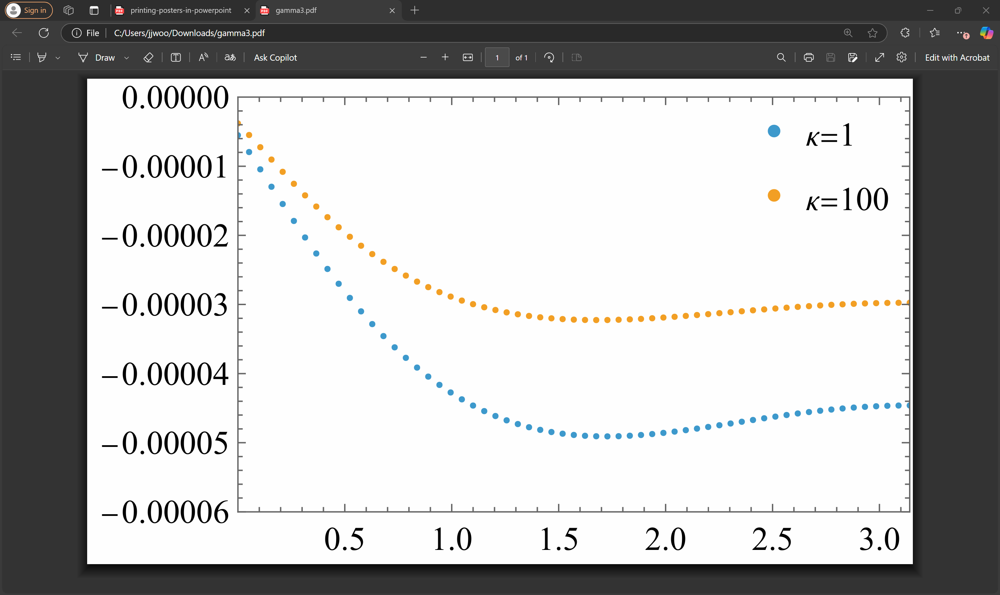 Sign in
printing-posters-in-powerpoint
gamma3.pdf
File
C:/Users/jjwoo/Downloads/gamma3.pdf
Draw
aあ
Ask Copilot
1 of 1
Edit with Acrobat
0.00000
−0.00001
−0.00002
−0.00003
−0.00004
−0.00005
−0.00006
κ=1
κ=100
0.5 1.0 1.5 2.0 2.5 3.0